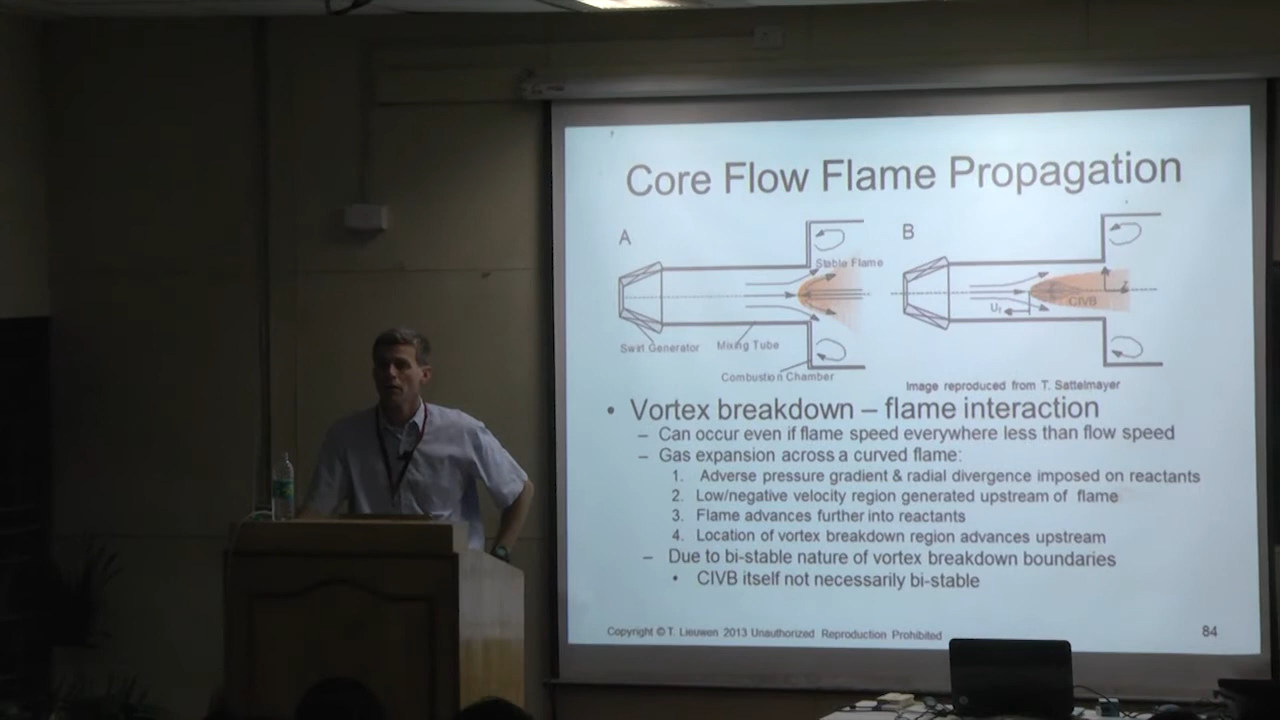 Core Flow Flame Propagation
A
B
Stable Flame
CIVB
Uf
Swirl Generator
Mixing Tube
Combustion Chamber
Image reproduced from T. Sattelmayer
• Vortex breakdown – flame interaction
– Can occur even if flame speed everywhere less than flow speed
– Gas expansion across a curved flame:
1. Adverse pressure gradient & radial divergence imposed on reactants
2. Low/negative velocity region generated upstream of flame
3. Flame advances further into reactants
4. Location of vortex breakdown region advances upstream
– Due to bi-stable nature of vortex breakdown boundaries
• CIVB itself not necessarily bi-stable
Copyright © T. Lieuwen 2013 Unauthorized Reproduction Prohibited
84